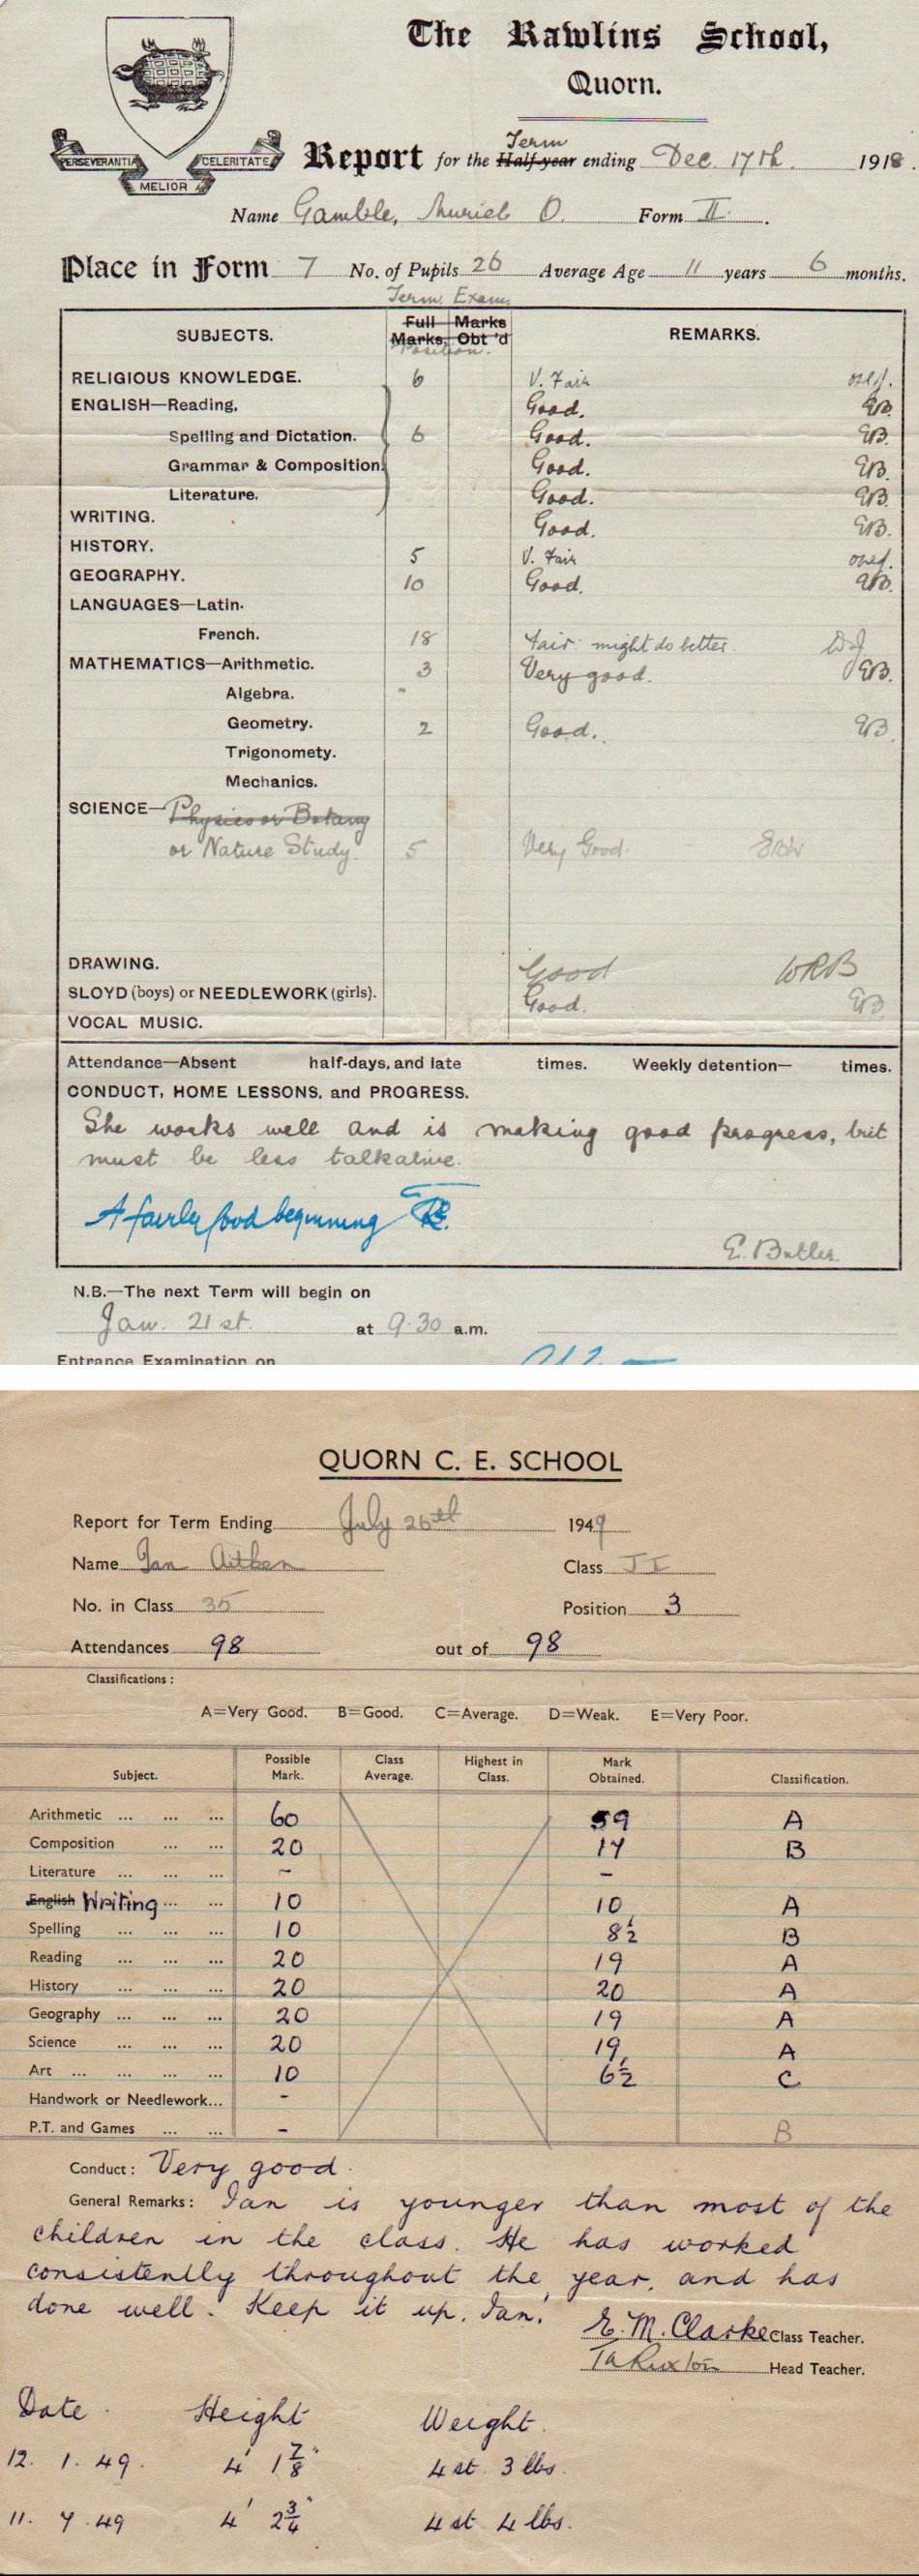 The Rawlins School,
Quorn.
PERSEVERANTIA CELERITATE
MELIOR
Term
Report for the Half-year ending Dec. 17th. 1918.
Name Gamble, Muriel O. Form II.
Place in Form 7 No. of Pupils 26 Average Age 11 years 6 months.
Term. Exam.
SUBJECTS. Full Marks. Marks Obt'd REMARKS.
Position.
RELIGIOUS KNOWLEDGE. 6 V. Fair
ENGLISH—Reading. Good. EB.
Spelling and Dictation. 6 Good. EB.
Grammar & Composition. Good. EB.
Literature. Good. EB.
WRITING. Good. EB.
HISTORY. 5 V. Fair
GEOGRAPHY. 10 Good. EB.
LANGUAGES—Latin.
French. 18 Fair: might do better.
MATHEMATICS—Arithmetic. 3 Very good. EB.
Algebra. -
Geometry. 2 Good. EB.
Trigonomety.
Mechanics.
SCIENCE—Physics or Botany
or Nature Study. 5 Very Good.
DRAWING. Good WRB
SLOYD (boys) or NEEDLEWORK (girls). Good. EB.
VOCAL MUSIC.
Attendance—Absent half-days, and late times. Weekly detention— times.
CONDUCT, HOME LESSONS, and PROGRESS.
She works well and is making good progress, but
must be less talkative.
A fairly good beginning
E. Butler.
N.B.—The next Term will begin on
Jan. 21st. at 9.30 a.m.
Entrance Examination on
QUORN C. E. SCHOOL
Report for Term Ending July 26th 1949
Name Ian Aitken Class J I
No. in Class 35 Position 3
Attendances 98 out of 98
Classifications :
A=Very Good. B=Good. C=Average. D=Weak. E=Very Poor.
Subject. Possible Mark. Class Average. Highest in Class. Mark Obtained. Classification.
Arithmetic ... ... ... 60 59 A
Composition ... ... 20 17 B
Literature ... ... ... - -
English Writing ... ... 10 10 A
Spelling ... ... ... 10 8½ B
Reading ... ... ... 20 19 A
History ... ... ... 20 20 A
Geography ... ... ... 20 19 A
Science ... ... ... 20 19 A
Art ... ... ... ... 10 6½ C
Handwork or Needlework... -
P.T. and Games ... ... - B
Conduct : Very good.
General Remarks : Ian is younger than most of the
children in the class. He has worked
consistently throughout the year, and has
done well. Keep it up, Ian.
E. M. Clarke Class Teacher.
Head Teacher.
Date. Height Weight.
12. 1. 49. 4' 1⅞" 4 st. 3 lbs.
11. 7. 49 4' 2¾" 4 st 4 lbs.